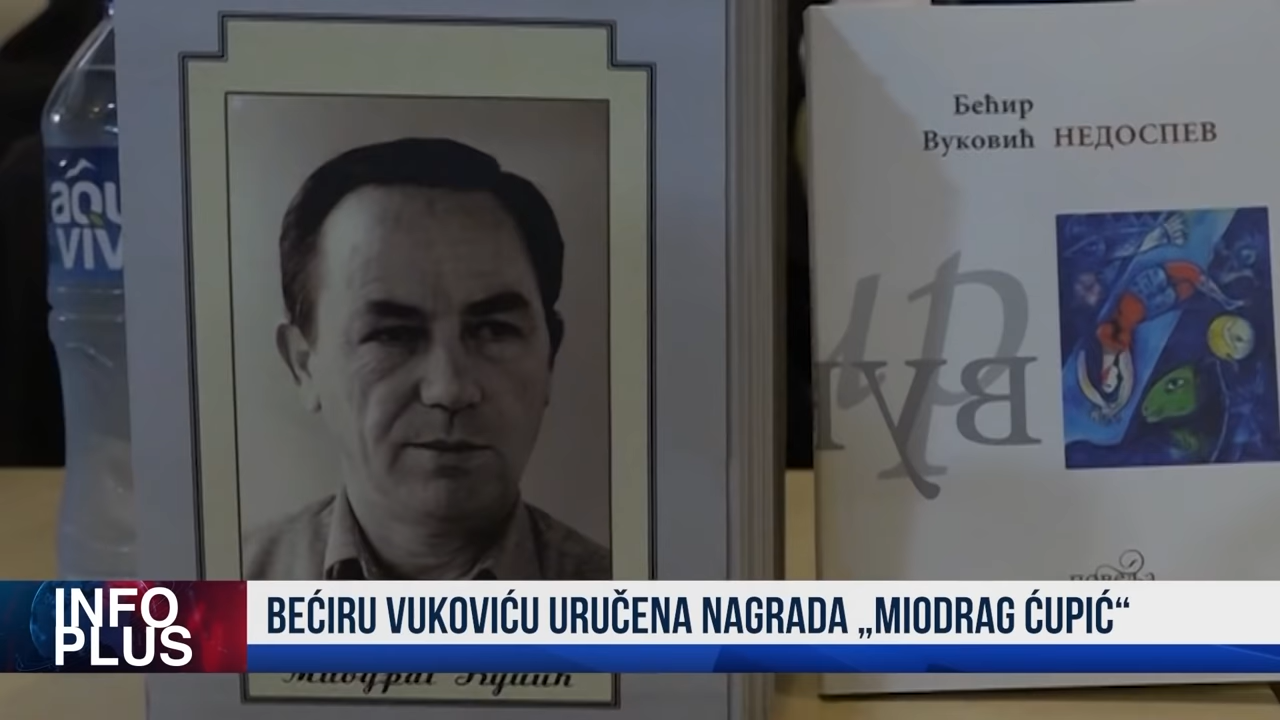 Бећир
Вуковић НЕДОСПЕВ
INFO
PLUS
BEĆIRU VUKOVIĆU URUČENA NAGRADA „MIODRAG ĆUPIĆ“